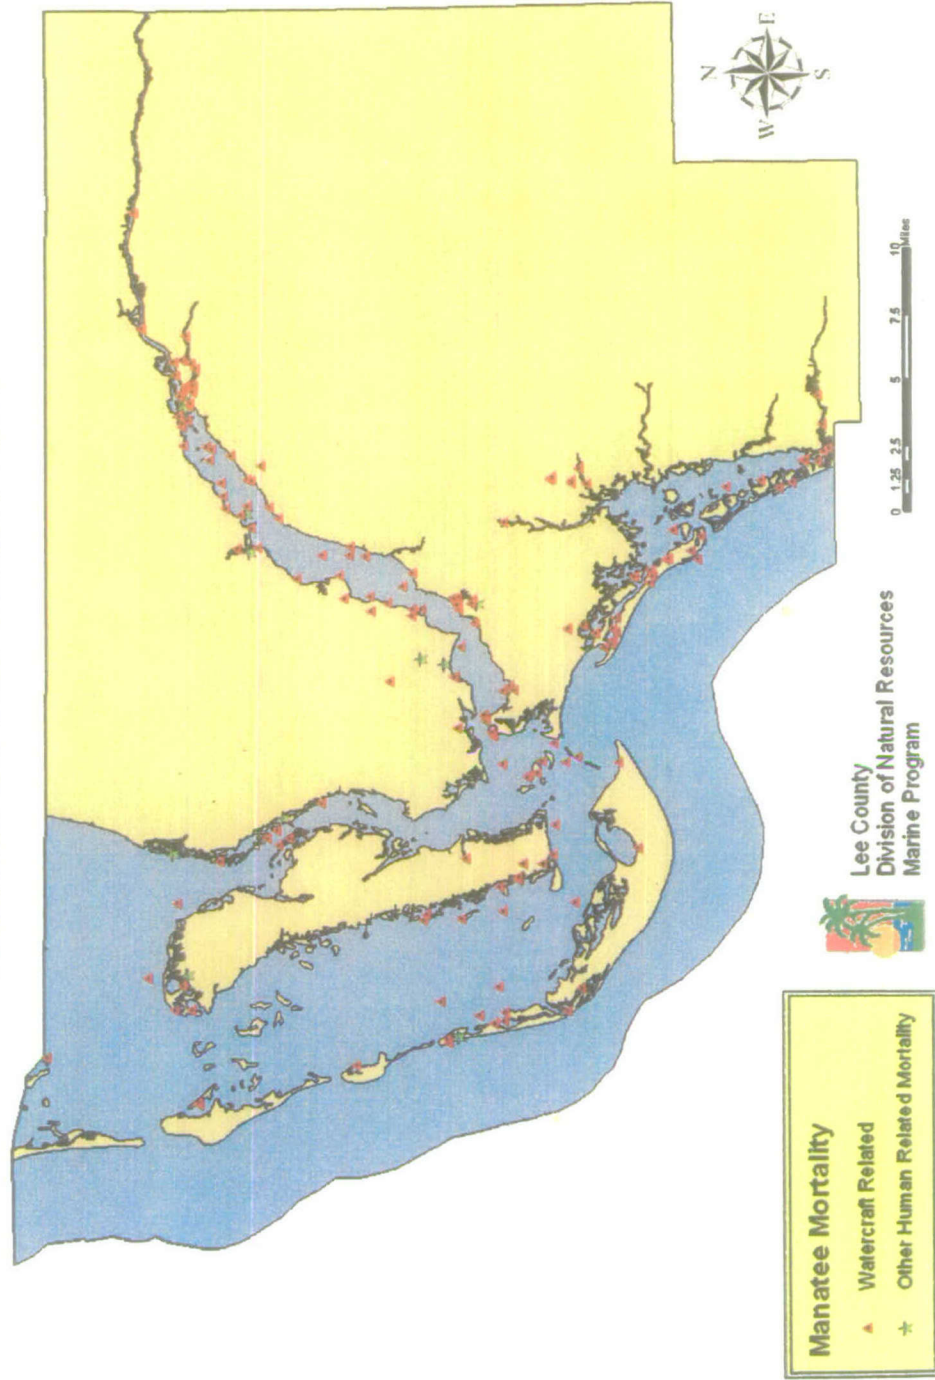 N
W
E
S
0 1.25 2.5 5 7.5 10
Miles
Lee County
Division of Natural Resources
Marine Program
Manatee Mortality
Watercraft Related
Other Human Related Mortality